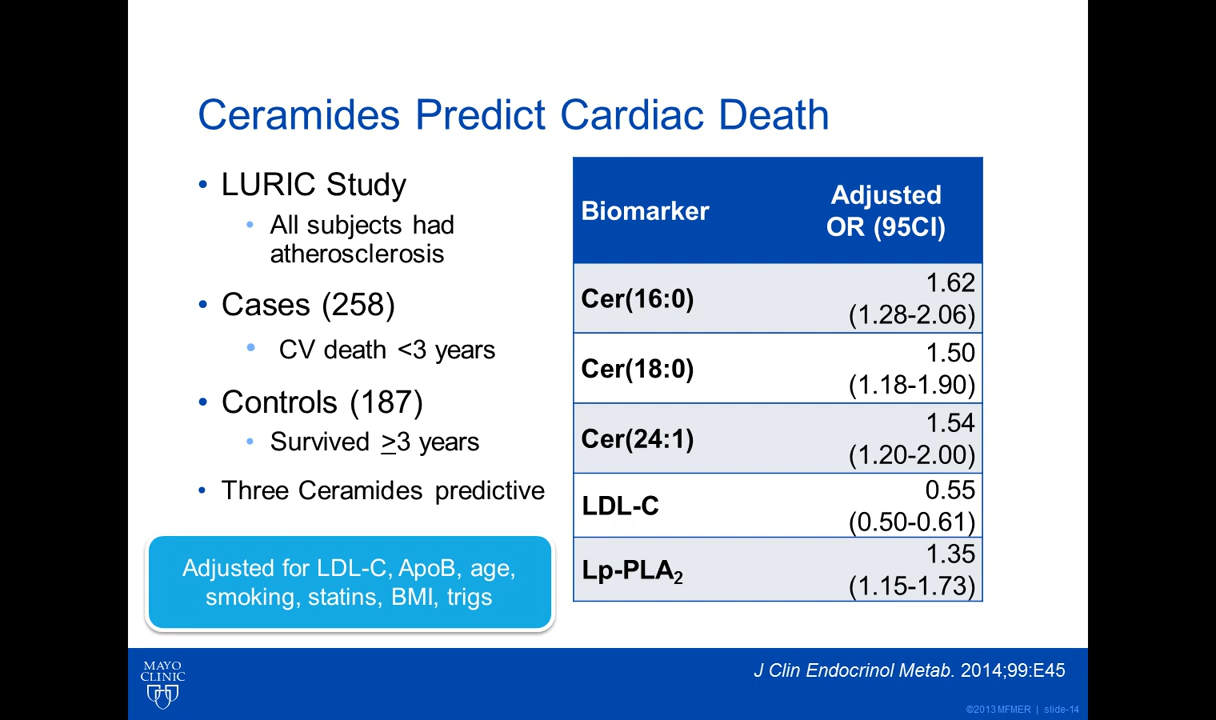 Ceramides Predict Cardiac Death
• LURIC Study
• All subjects had
atherosclerosis
• Cases (258)
• CV death <3 years
• Controls (187)
• Survived ≥3 years
• Three Ceramides predictive
Adjusted for LDL-C, ApoB, age,
smoking, statins, BMI, trigs
Biomarker
Adjusted
OR (95CI)
Cer(16:0)
1.62
(1.28-2.06)
Cer(18:0)
1.50
(1.18-1.90)
Cer(24:1)
1.54
(1.20-2.00)
LDL-C
0.55
(0.50-0.61)
Lp-PLA₂
1.35
(1.15-1.73)
MAYO
CLINIC
J Clin Endocrinol Metab. 2014;99:E45
©2013 MFMER | slide-14